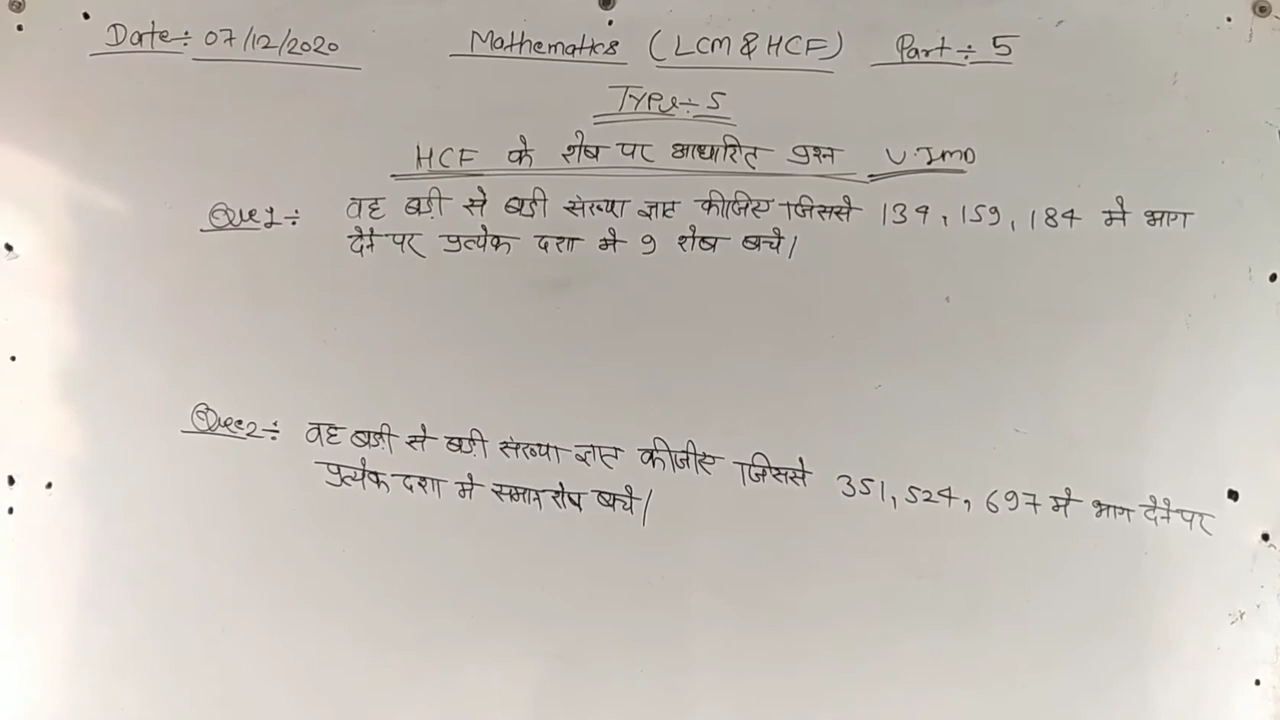 Date÷ 07/12/2020 Mathematics (LCM & HCF) Part÷ 5
Type÷ 5
HCF के शेष पर आधारित प्रश्न V.Imp
Que1÷ वह बडी से बडी संख्या ज्ञात कीजिए जिससे 134, 159, 184 मे भाग
देने पर प्रत्येक दशा मे 9 शेष बचे।
Que2÷ वह बडी से बडी संख्या ज्ञात कीजीए जिससे 351, 524, 697 मे भाग देने पर
प्रत्येक दशा मे समान शेष बचे।